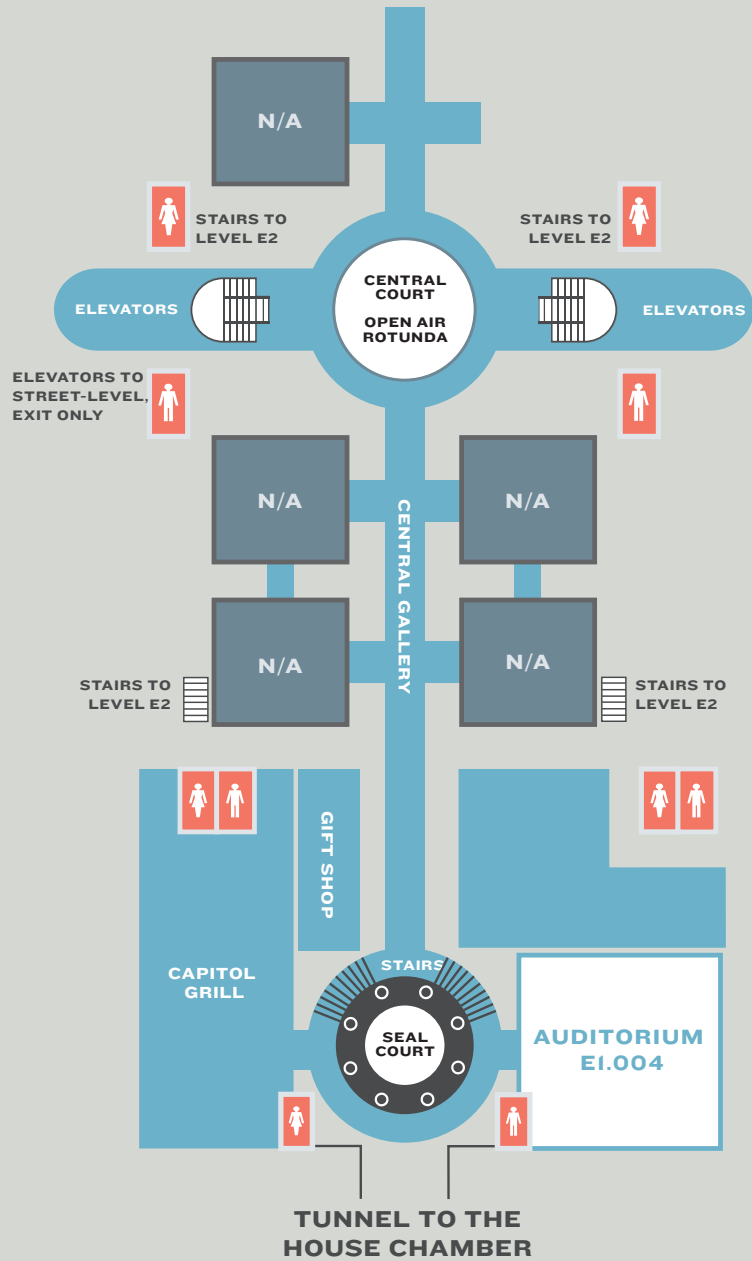 N/A
STAIRS TO
LEVEL E2
STAIRS TO
LEVEL E2
CENTRAL
COURT
OPEN AIR
ROTUNDA
ELEVATORS
ELEVATORS
ELEVATORS TO
STREET-LEVEL,
EXIT ONLY
N/A
N/A
CENTRAL GALLERY
N/A
N/A
STAIRS TO
LEVEL E2
STAIRS TO
LEVEL E2
GIFT SHOP
CAPITOL
GRILL
STAIRS
SEAL
COURT
AUDITORIUM
E1.004
TUNNEL TO THE
HOUSE CHAMBER